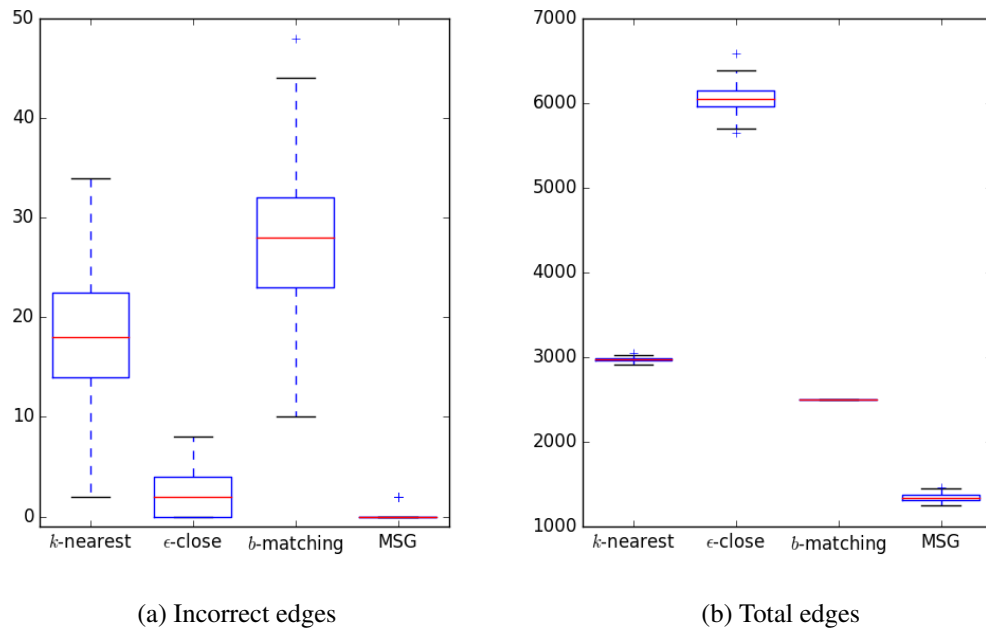 50
40
30
20
10
0
k-nearest
ϵ-close
b-matching
MSG
(a) Incorrect edges
7000
6000
5000
4000
3000
2000
1000
k-nearest
ϵ-close
b-matching
MSG
(b) Total edges